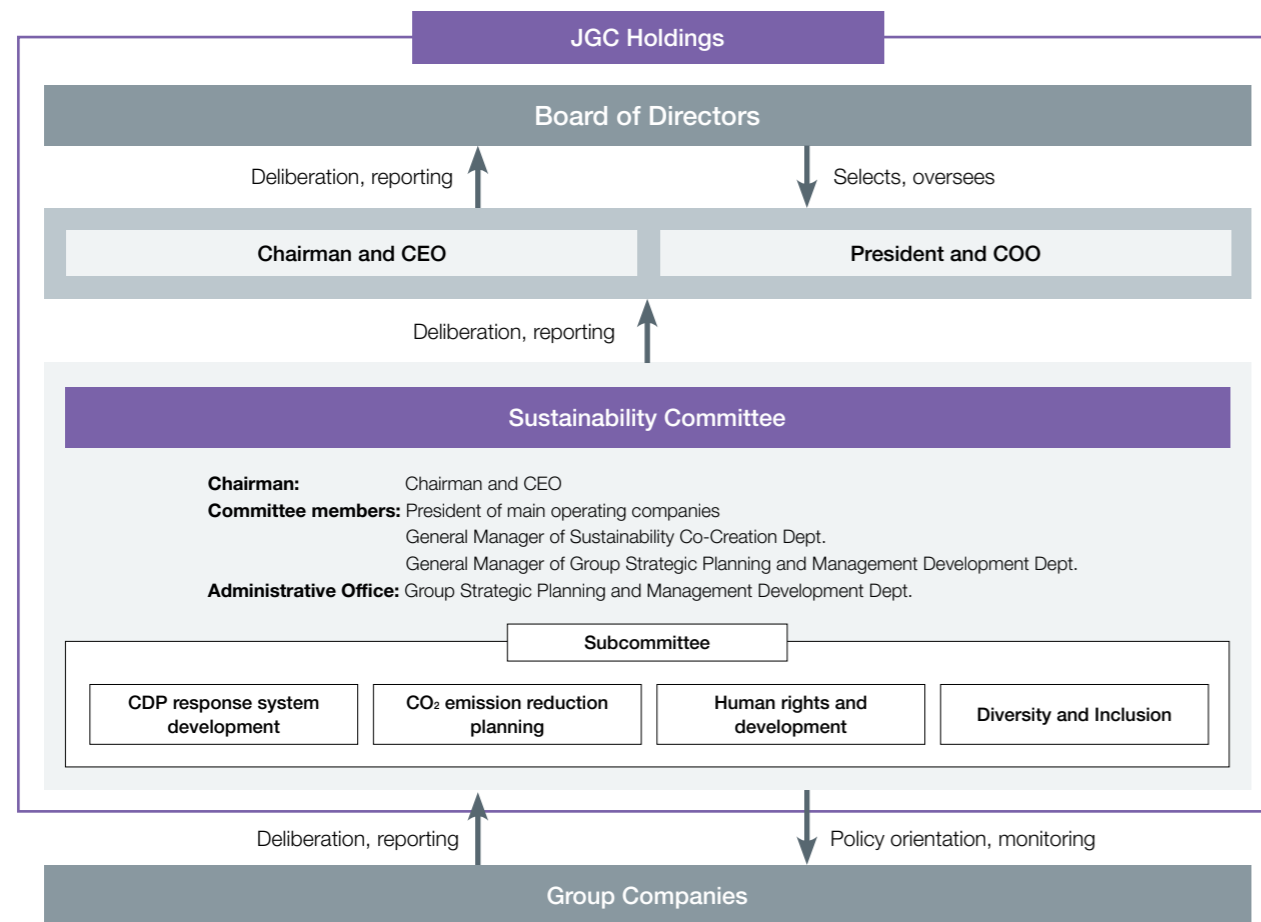 JGC Holdings
Board of Directors
Deliberation, reporting
Selects, oversees
Chairman and CEO
President and COO
Deliberation, reporting
Sustainability Committee
Chairman: Chairman and CEO
Committee members: President of main operating companies
General Manager of Sustainability Co-Creation Dept.
General Manager of Group Strategic Planning and Management Development Dept.
Administrative Office: Group Strategic Planning and Management Development Dept.
Subcommittee
CDP response system
development
CO₂ emission reduction
planning
Human rights and
development
Diversity and Inclusion
Deliberation, reporting
Policy orientation, monitoring
Group Companies